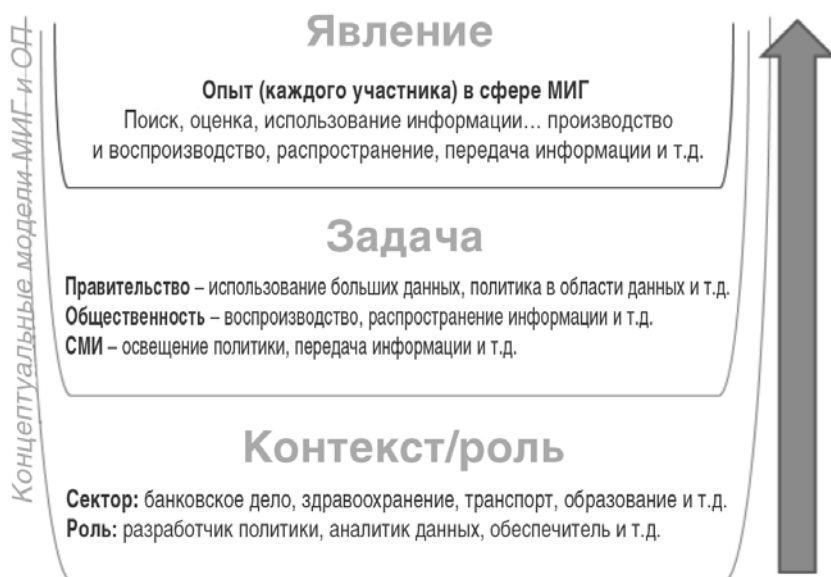 Концептуальные модели МИГ и ОП
Явление
Опыт (каждого участника) в сфере МИГ
Поиск, оценка, использование информации... производство
и воспроизводство, распространение, передача информации и т.д.
Задача
Правительство – использование больших данных, политика в области данных и т.д.
Общественность – воспроизводство, распространение информации и т.д.
СМИ – освещение политики, передача информации и т.д.
Контекст/роль
Сектор: банковское дело, здравоохранение, транспорт, образование и т.д.
Роль: разработчик политики, аналитик данных, обеспечитель и т.д.